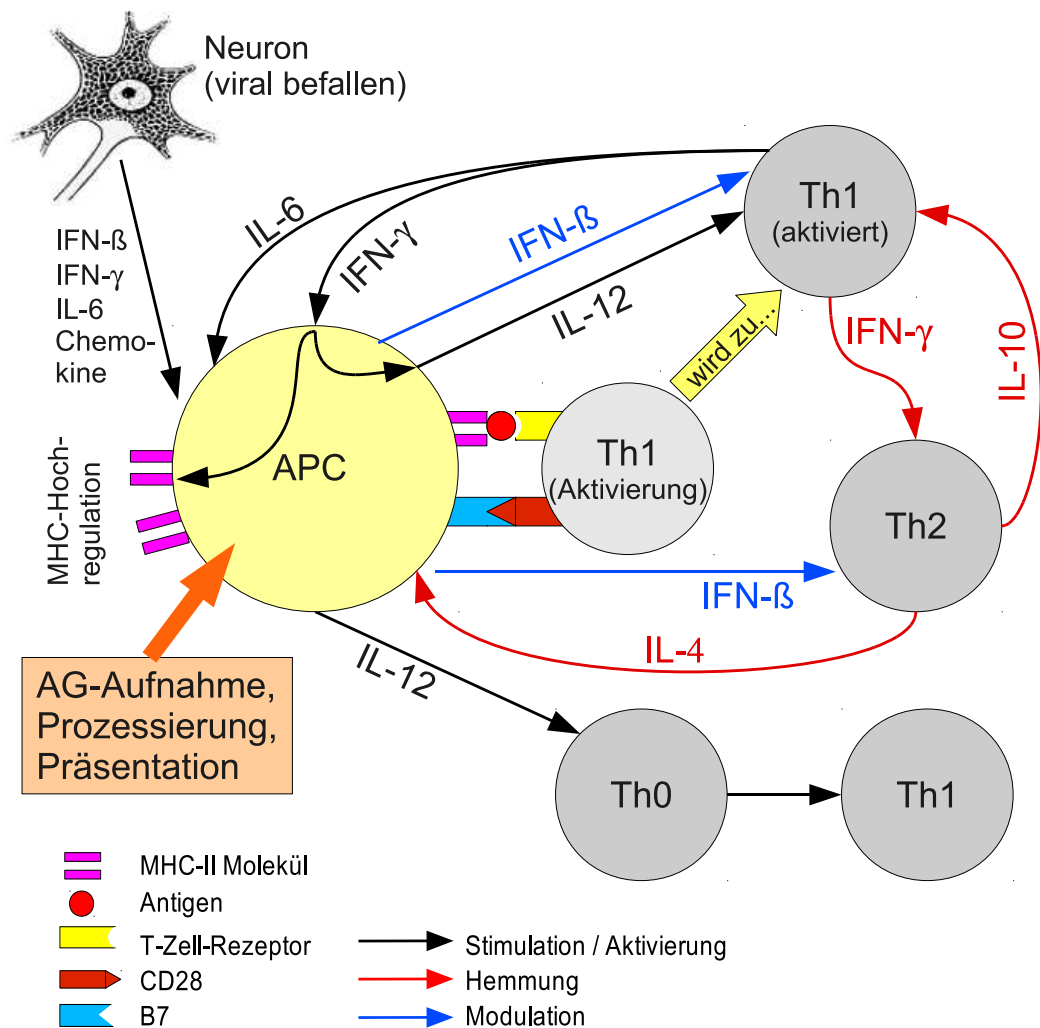 Neuron
(viral befallen)
IFN-ß
IFN-γ
IL-6
Chemo-
kine
IL-6
IFN-γ
IFN-ß
IL-12
Th1
(aktiviert)
wird zu...
IFN-γ
IL-10
MHC-Hoch-
regulation
APC
Th1
(Aktivierung)
Th2
IFN-ß
IL-4
IL-12
AG-Aufnahme,
Prozessierung,
Präsentation
Th0
Th1
MHC-II Molekül
Antigen
T-Zell-Rezeptor
CD28
B7
Stimulation / Aktivierung
Hemmung
Modulation